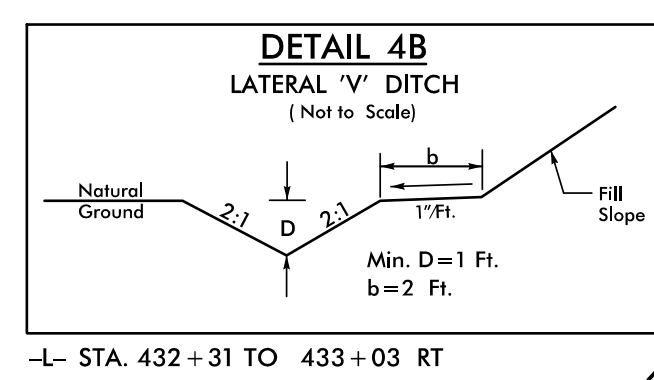 DETAIL 4B
LATERAL 'V' DITCH
( Not to Scale)
b
Natural
Ground
2:1
D
2:1
1"/Ft.
Fill
Slope
Min. D=1 Ft.
b=2 Ft.
-L- STA. 432+31 TO 433+03 RT